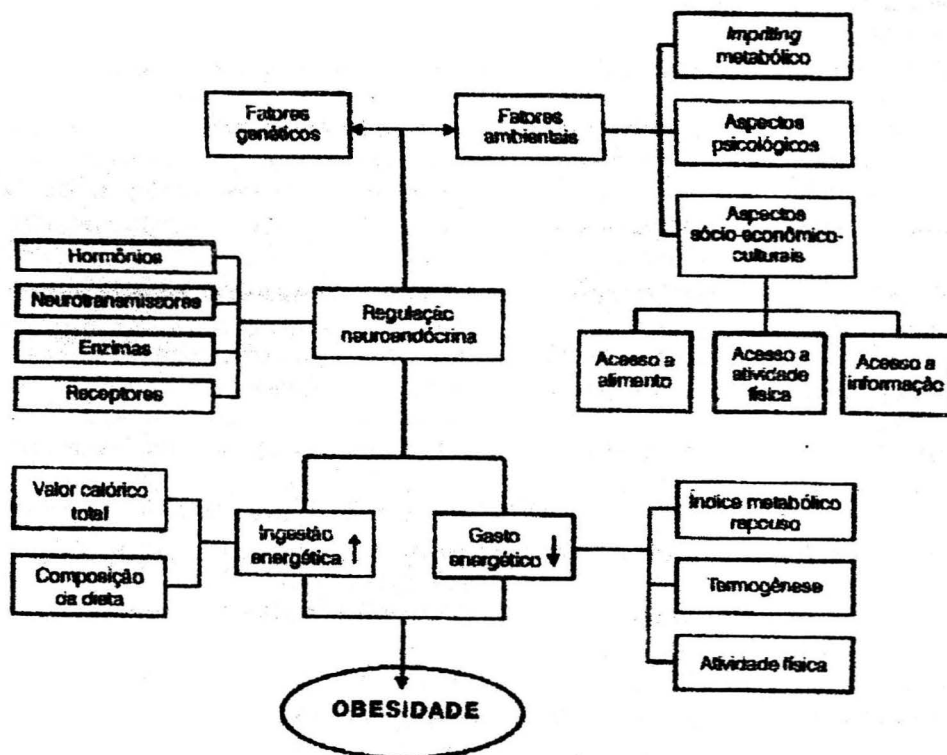 Impriting
metabólico
Fatores
genéticos
Fatores
ambientais
Aspectos
psicológicos
Aspectos
sócio-econômico-
culturais
Hormônios
Neurotransmissores
Enzimas
Receptores
Regulação
neuroendócrina
Acesso a
alimento
Acesso a
atividade
física
Acesso a
informação
Valor calórico
total
Composição
da dieta
Ingestão
energética ↑
Gasto
energético ↓
Índice metabólico
repouso
Termogênese
Atividade física
OBESIDADE